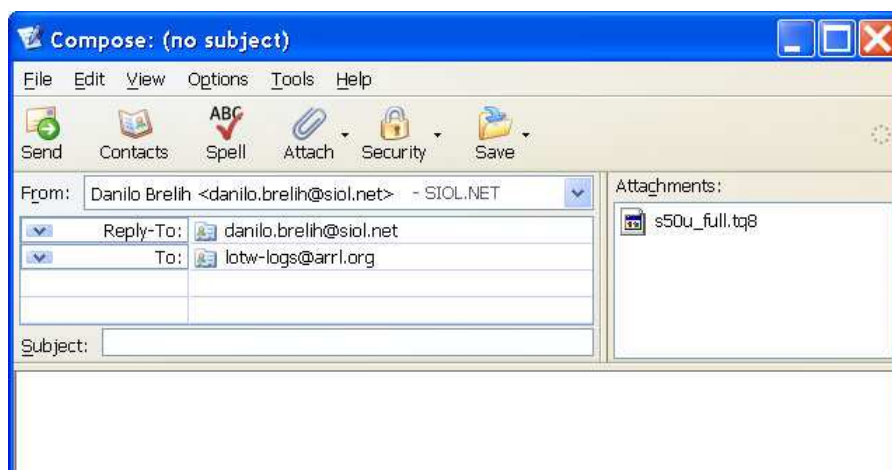 Compose: (no subject)
File Edit View Options Tools Help
ABC
Send Contacts Spell Attach Security Save
From: Danilo Brelih <danilo.brelih@siol.net> - SIOL.NET
Attachments:
Reply-To: danilo.brelih@siol.net
s50u_full.tq8
To: lotw-logs@arrl.org
Subject: